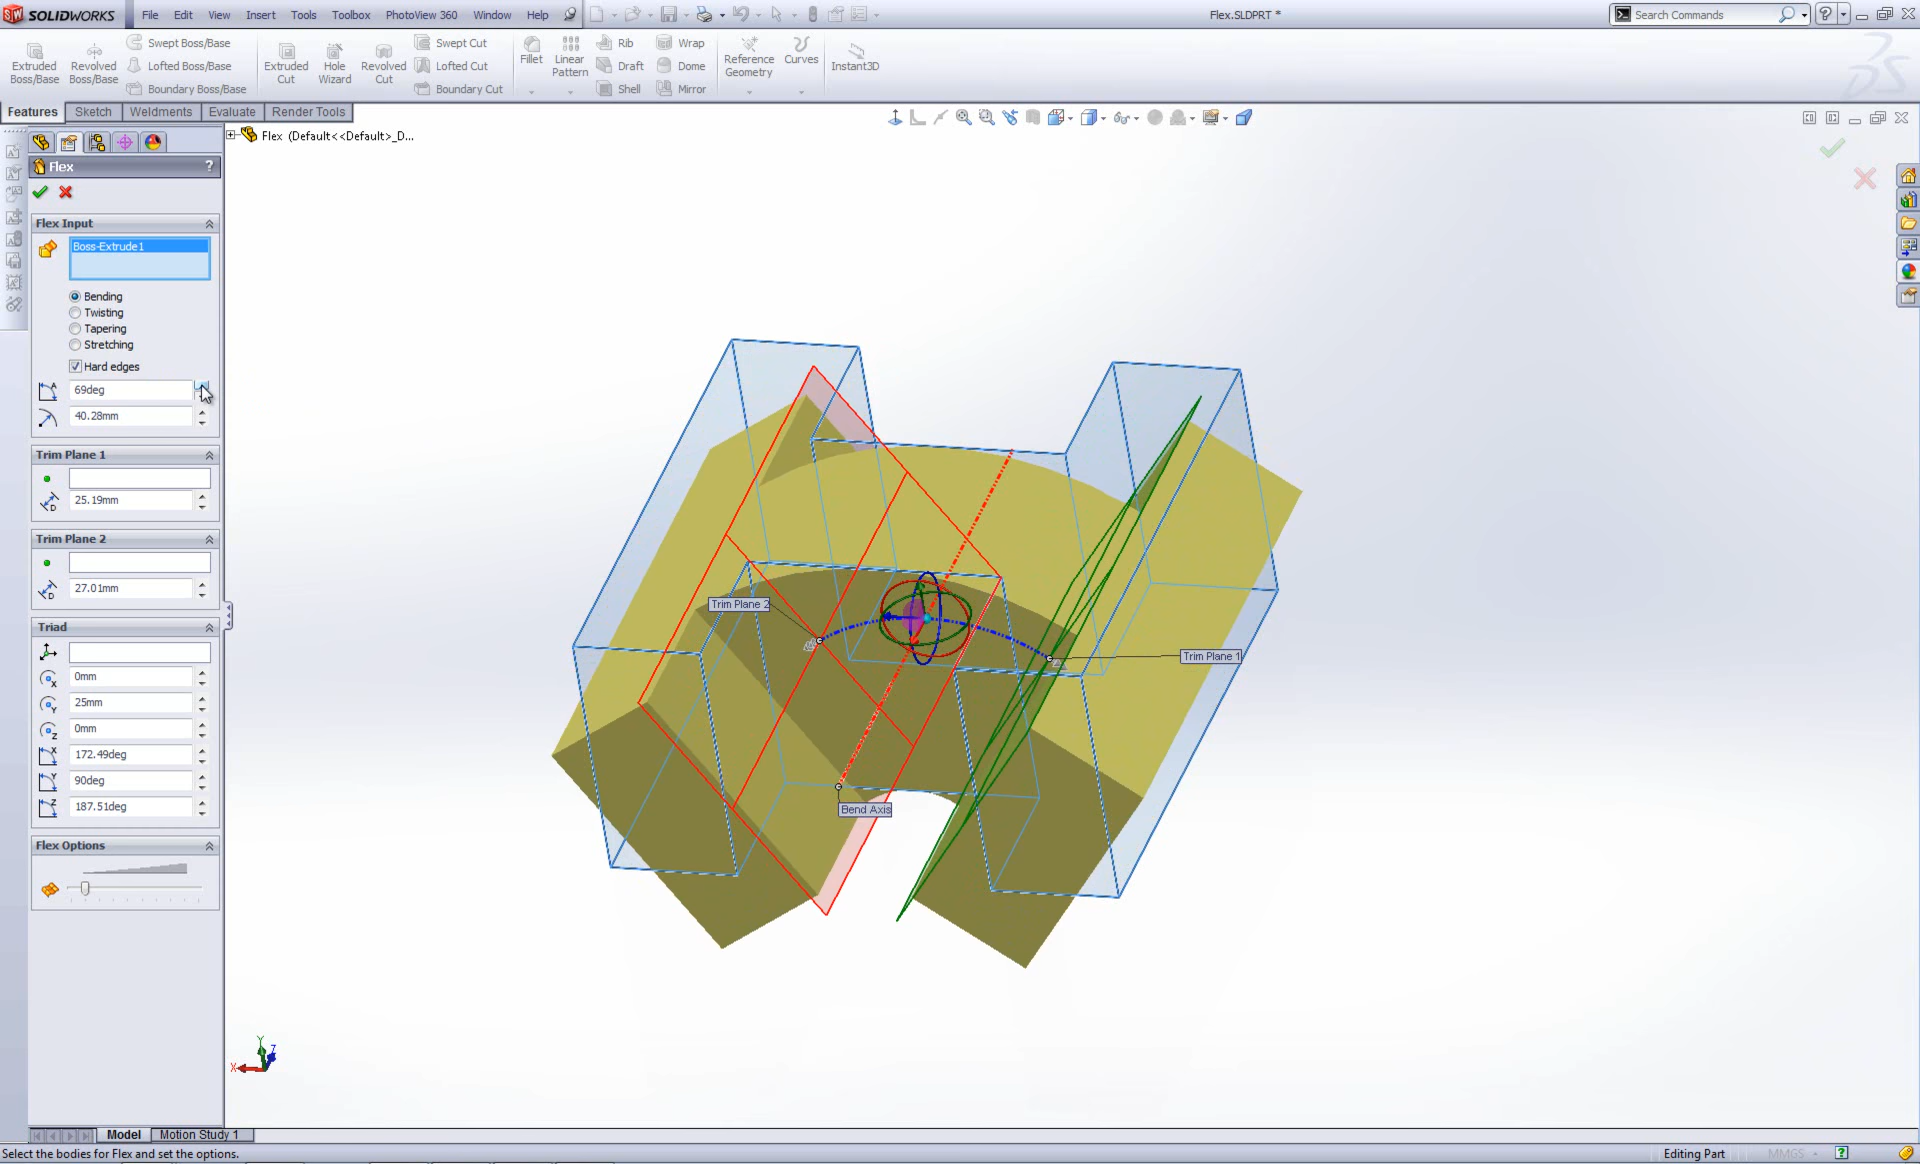 SOLIDWORKS File Edit View Insert Tools Toolbox PhotoView 360 Window Help Flex.SLDPRT * Search Commands
Extruded Boss/Base
Revolved Boss/Base
Swept Boss/Base
Lofted Boss/Base
Boundary Boss/Base
Extruded Cut
Hole Wizard
Revolved Cut
Swept Cut
Lofted Cut
Boundary Cut
Fillet
Linear Pattern
Rib
Draft
Shell
Wrap
Dome
Mirror
Reference Geometry
Curves
Instant3D
Features Sketch Weldments Evaluate Render Tools
Flex (Default<<Default>_D...
Flex ?
Flex Input
Boss-Extrude1
Bending
Twisting
Tapering
Stretching
Hard edges
69deg
40.28mm
Trim Plane 1
25.19mm
Trim Plane 2
27.01mm
Triad
0mm
25mm
0mm
172.49deg
90deg
187.51deg
Flex Options
Trim Plane 2
Trim Plane 1
Bend Axis
Y
Z
X
Model Motion Study 1
Select the bodies for Flex and set the options. Editing Part MMGS